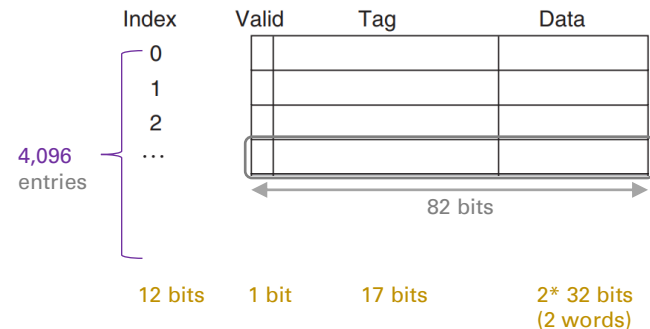 Index Valid Tag Data
0
1
2
...
4,096
entries
82 bits
12 bits 1 bit 17 bits 2* 32 bits
(2 words)